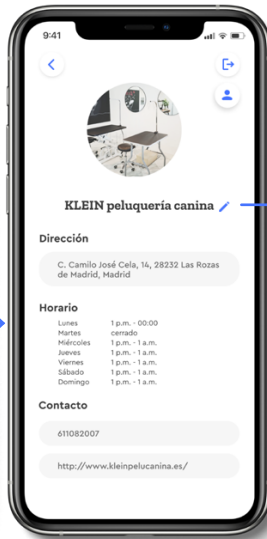 9:41
KLEIN peluquería canina
Dirección
C. Camilo José Cela, 14, 28232 Las Rozas
de Madrid, Madrid
Horario
Lunes 1 p.m. - 00:00
Martes cerrado
Miércoles 1 p.m. - 1 a.m.
Jueves 1 p.m. - 1 a.m.
Viernes 1 p.m. - 1 a.m.
Sábado 1 p.m. - 1 a.m.
Domingo 1 p.m. - 1 a.m.
Contacto
611082007
http://www.kleinpelucanina.es/